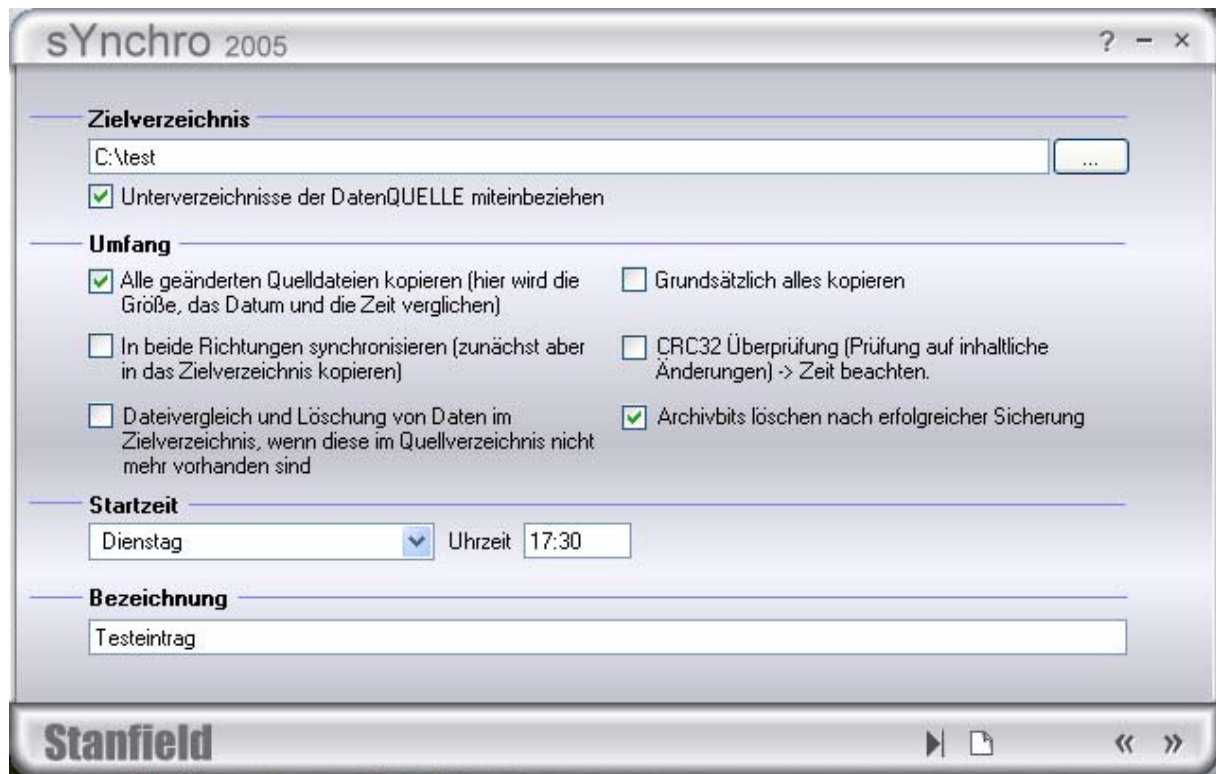 sYnchro 2005
? – ×
Zielverzeichnis
C:\test
...
Unterverzeichnisse der DatenQUELLE miteinbeziehen
Umfang
Alle geänderten Quelldateien kopieren (hier wird die
Größe, das Datum und die Zeit verglichen)
Grundsätzlich alles kopieren
In beide Richtungen synchronisieren (zunächst aber
in das Zielverzeichnis kopieren)
CRC32 Überprüfung (Prüfung auf inhaltliche
Änderungen) -> Zeit beachten.
Dateivergleich und Löschung von Daten im
Zielverzeichnis, wenn diese im Quellverzeichnis nicht
mehr vorhanden sind
Archivbits löschen nach erfolgreicher Sicherung
Startzeit
Dienstag Uhrzeit 17:30
Bezeichnung
Testeintrag
Stanfield